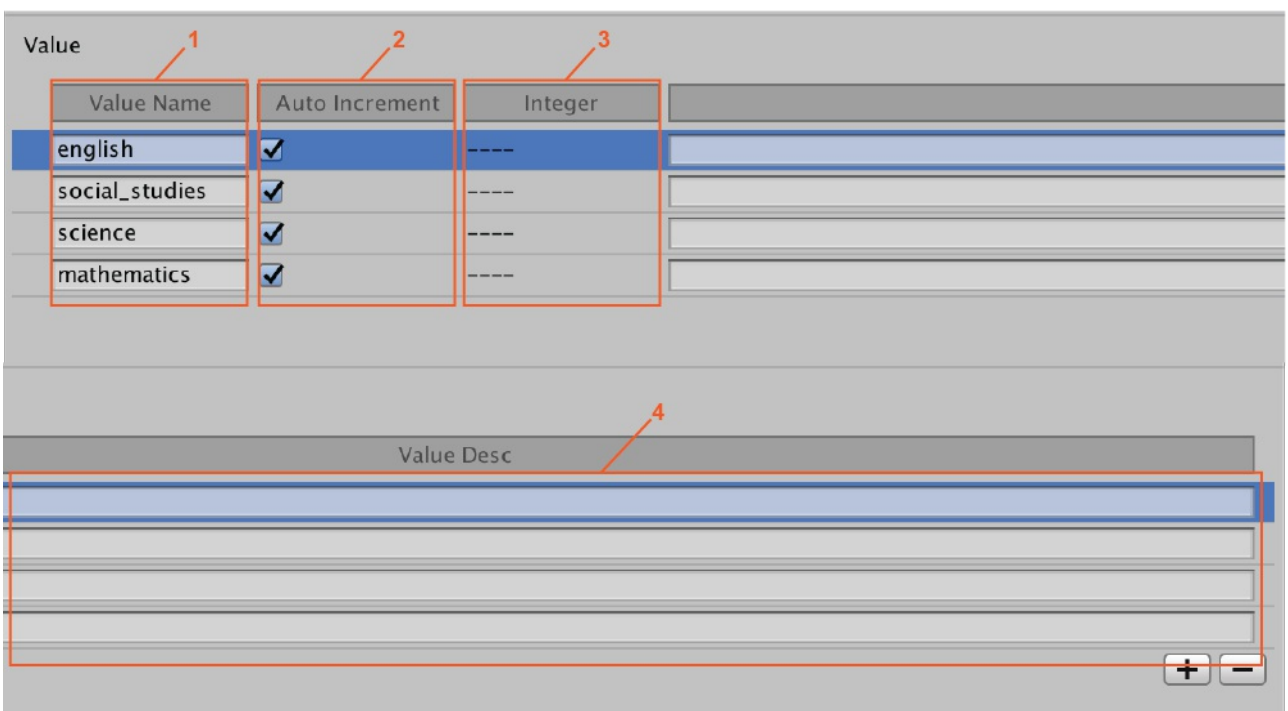 Value
1 2 3
Value Name Auto Increment Integer
english ----
social_studies ----
science ----
mathematics ----
4
Value Desc
+ −